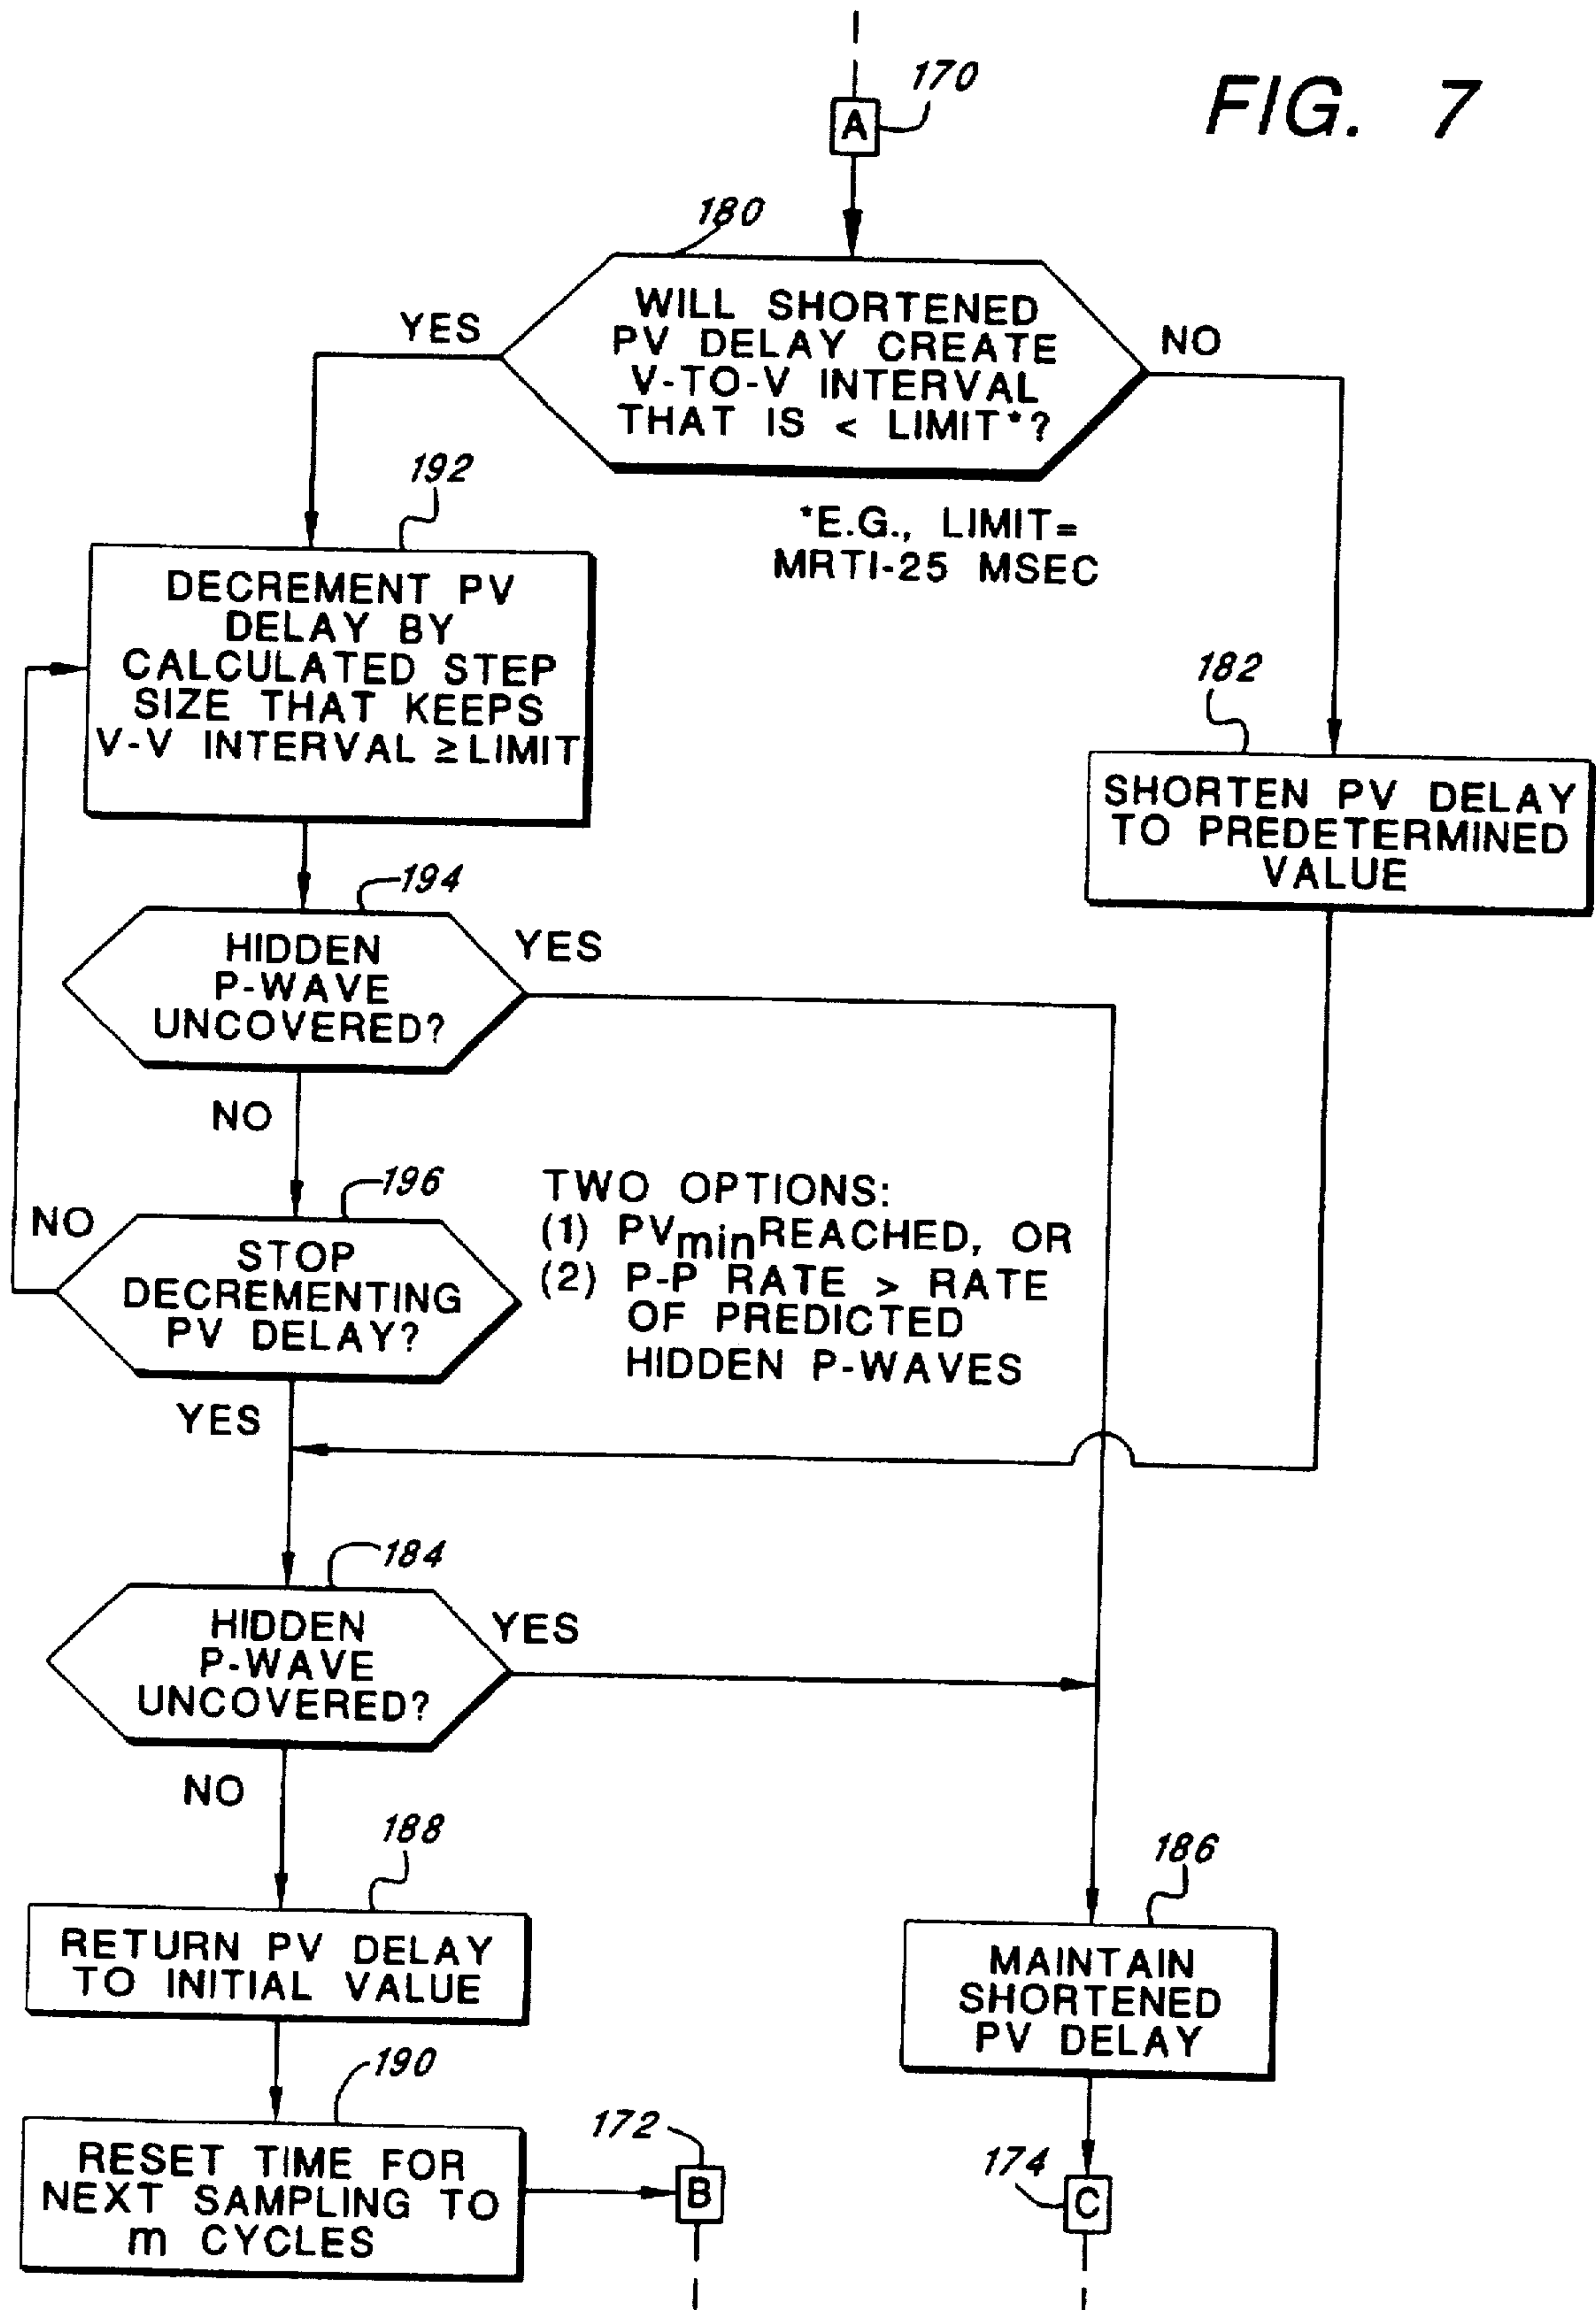 FIG. 7
170
A
180
WILL SHORTENED
PV DELAY CREATE
V-TO-V INTERVAL
THAT IS < LIMIT*?
YES
NO
*E.G., LIMIT=
MRTI-25 MSEC
192
DECREMENT PV
DELAY BY
CALCULATED STEP
SIZE THAT KEEPS
V-V INTERVAL ≥LIMIT
182
SHORTEN PV DELAY
TO PREDETERMINED
VALUE
194
HIDDEN
P-WAVE
UNCOVERED?
YES
NO
196
STOP
DECREMENTING
PV DELAY?
NO
YES
TWO OPTIONS:
(1) PVmin REACHED, OR
(2) P-P RATE > RATE
OF PREDICTED
HIDDEN P-WAVES
184
HIDDEN
P-WAVE
UNCOVERED?
YES
NO
188
RETURN PV DELAY
TO INITIAL VALUE
186
MAINTAIN
SHORTENED
PV DELAY
190
RESET TIME FOR
NEXT SAMPLING TO
m CYCLES
172
B
174
C